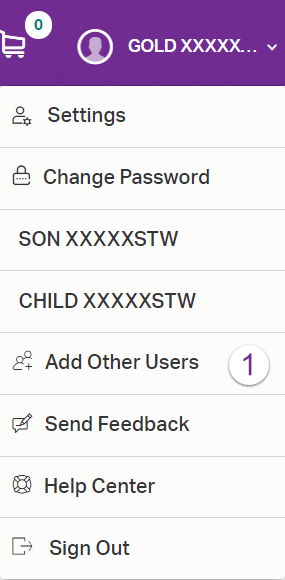 0
GOLD XXXXX...
Settings
Change Password
SON XXXXXSTW
CHILD XXXXXSTW
Add Other Users 1
Send Feedback
Help Center
Sign Out